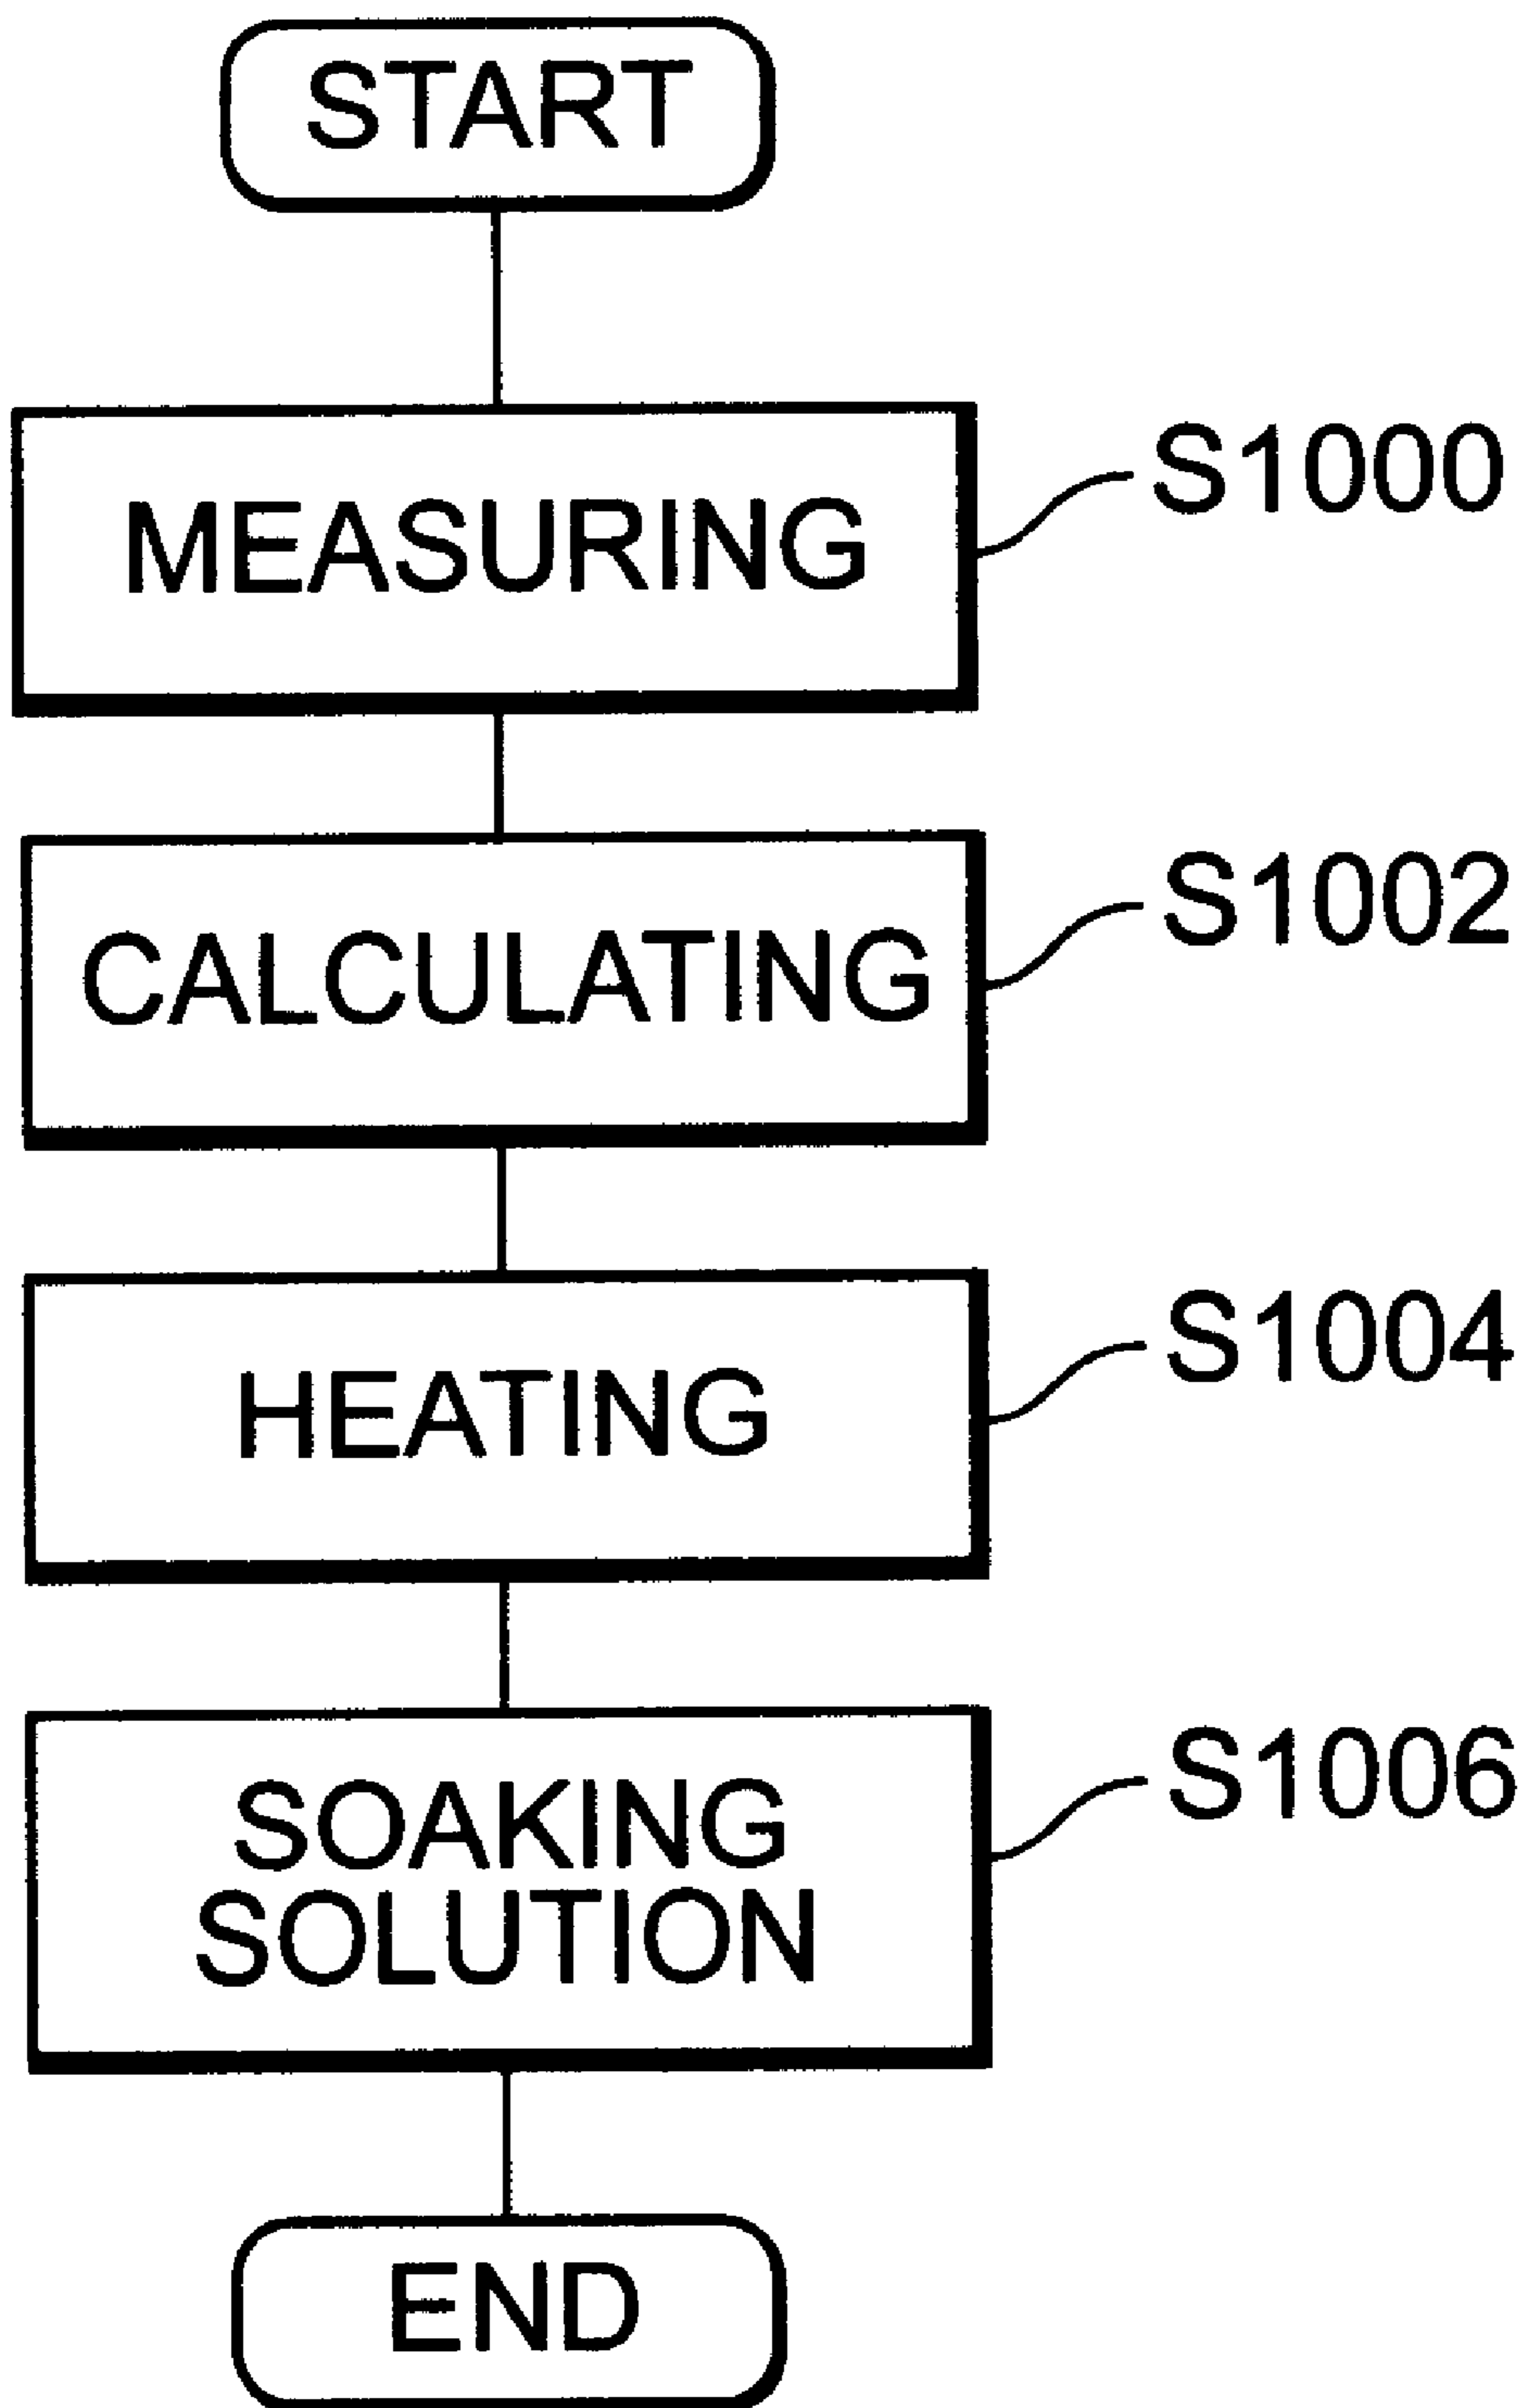 START
MEASURING
S1000
CALCULATING
S1002
HEATING
S1004
SOAKING
SOLUTION
S1006
END